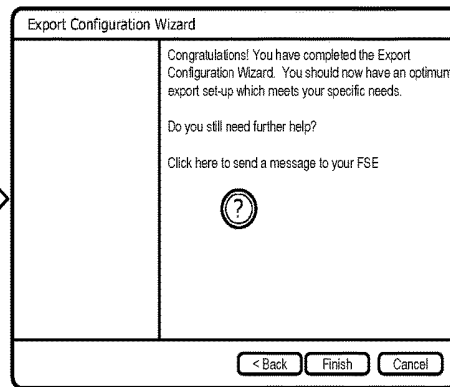 Export Configuration Wizard
Congratulations! You have completed the Export
Configuration Wizard. You should now have an optimum
export set-up which meets your specific needs.
Do you still need further help?
Click here to send a message to your FSE
?
< Back Finish Cancel